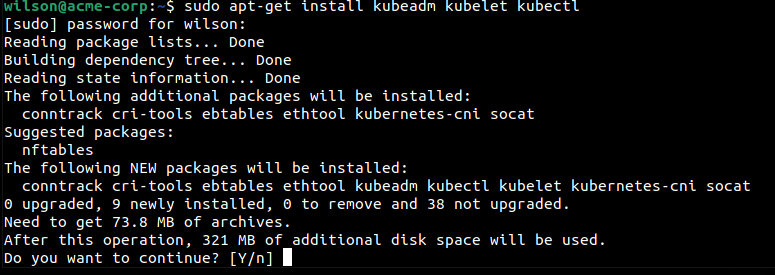 wilson@acme-corp:~$ sudo apt-get install kubeadm kubelet kubectl
[sudo] password for wilson:
Reading package lists... Done
Building dependency tree... Done
Reading state information... Done
The following additional packages will be installed:
  conntrack cri-tools ebtables ethtool kubernetes-cni socat
Suggested packages:
  nftables
The following NEW packages will be installed:
  conntrack cri-tools ebtables ethtool kubeadm kubectl kubelet kubernetes-cni socat
0 upgraded, 9 newly installed, 0 to remove and 38 not upgraded.
Need to get 73.8 MB of archives.
After this operation, 321 MB of additional disk space will be used.
Do you want to continue? [Y/n]